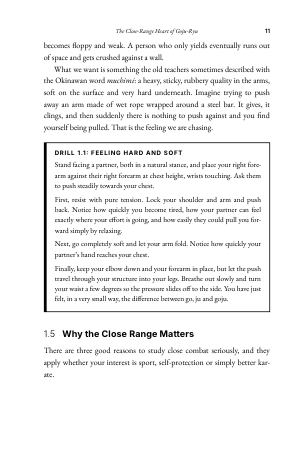 The Close-Range Heart of Goju-Ryu 11
becomes floppy and weak. A person who only yields eventually runs out
of space and gets crushed against a wall.
What we want is something the old teachers sometimes described with
the Okinawan word muchimi: a heavy, sticky, rubbery quality in the arms,
soft on the surface and very hard underneath. Imagine trying to push
away an arm made of wet rope wrapped around a steel bar. It gives, it
clings, and then suddenly there is nothing to push against and you find
yourself being pulled. That is the feeling we are chasing.
DRILL 1.1: FEELING HARD AND SOFT
Stand facing a partner, both in a natural stance, and place your right fore-
arm against their right forearm at chest height, wrists touching. Ask them
to push steadily towards your chest.
First, resist with pure tension. Lock your shoulder and arm and push
back. Notice how quickly you become tired, how your partner can feel
exactly where your effort is going, and how easily they could pull you for-
ward simply by relaxing.
Next, go completely soft and let your arm fold. Notice how quickly your
partner's hand reaches your chest.
Finally, keep your elbow down and your forearm in place, but let the push
travel through your structure into your legs. Breathe out slowly and turn
your waist a few degrees so the pressure slides off to the side. You have just
felt, in a very small way, the difference between go, ju and goju.
1.5 Why the Close Range Matters
There are three good reasons to study close combat seriously, and they
apply whether your interest is sport, self-protection or simply better kar-
ate.